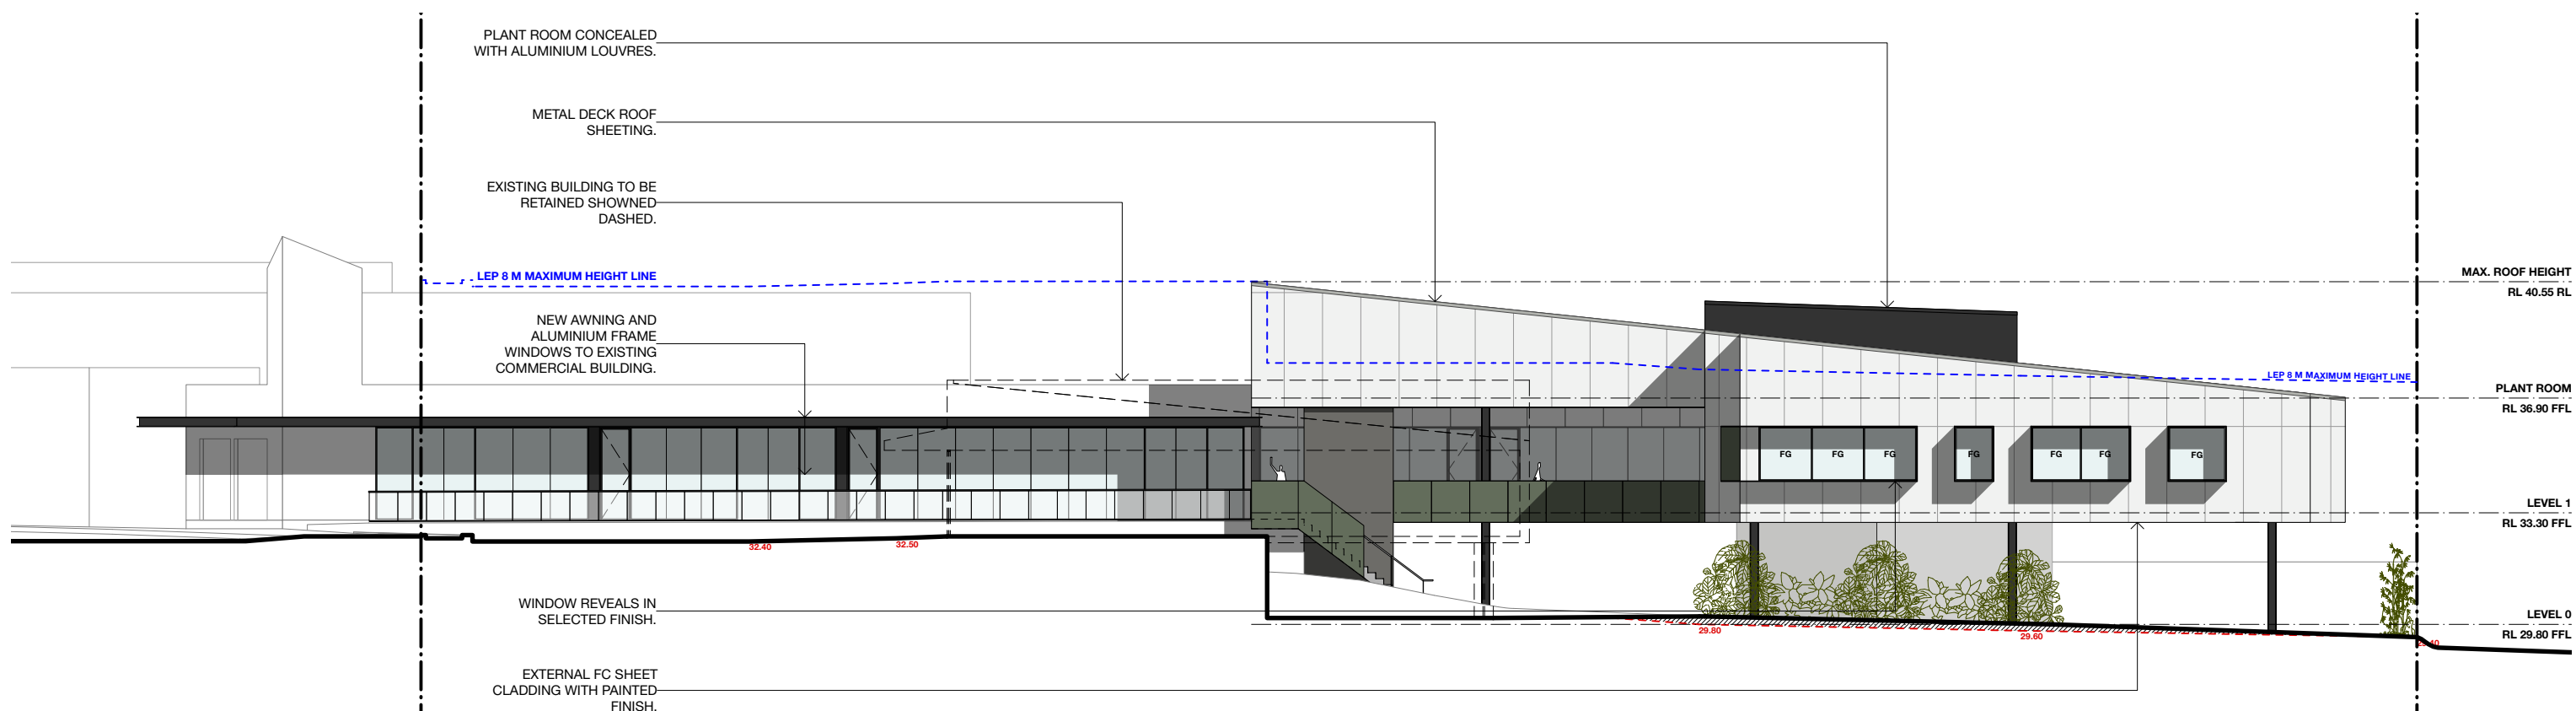 PLANT ROOM CONCEALED
WITH ALUMINIUM LOUVRES.
METAL DECK ROOF
SHEETING.
EXISTING BUILDING TO BE
RETAINED SHOWNED
DASHED.
LEP 8 M MAXIMUM HEIGHT LINE
MAX. ROOF HEIGHT
RL 40.55 RL
NEW AWNING AND
ALUMINIUM FRAME
WINDOWS TO EXISTING
COMMERCIAL BUILDING.
LEP 8 M MAXIMUM HEIGHT LINE
PLANT ROOM
RL 36.90 FFL
FG
FG
FG
FG
FG
FG
FG
LEVEL 1
RL 33.30 FFL
32.40
32.50
WINDOW REVEALS IN
SELECTED FINISH.
LEVEL 0
RL 29.80 FFL
29.80
29.60
EXTERNAL FC SHEET
CLADDING WITH PAINTED
FINISH.